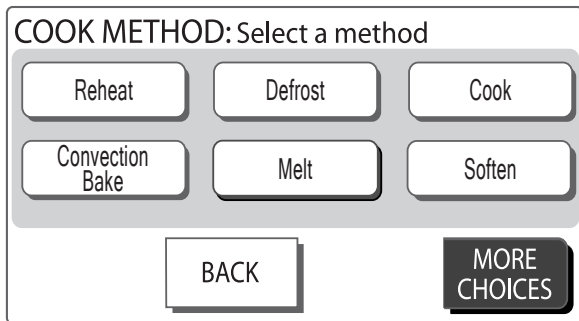 COOK METHOD: Select a method
Reheat
Defrost
Cook
Convection
Bake
Melt
Soften
BACK
MORE
CHOICES